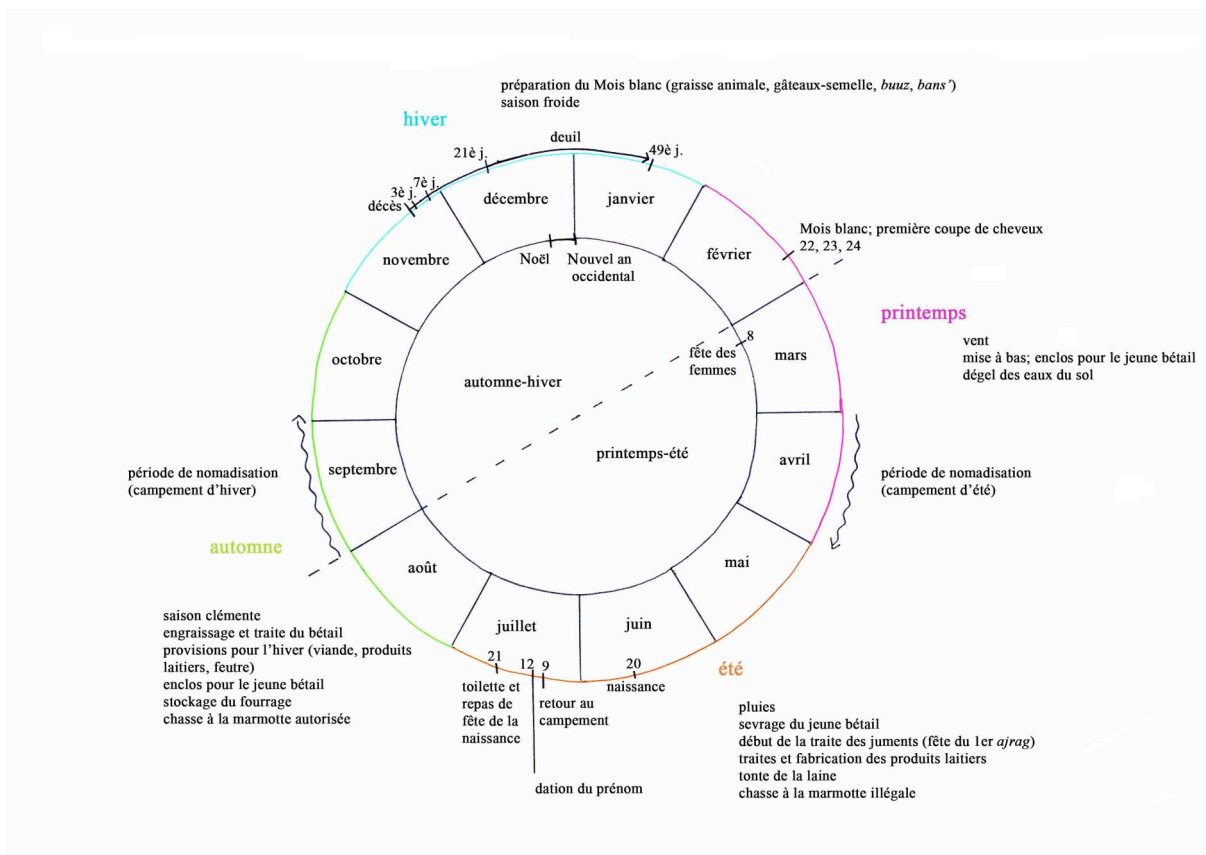 préparation du Mois blanc (graisse animale, gâteaux-semelle, buuz, bans’)
saison froide
hiver
deuil
21è j.
49è j.
7è j.
3è j.
décès
décembre
janvier
novembre
Noël
Nouvel an
occidental
février
Mois blanc; première coupe de cheveux
22, 23, 24
printemps
vent
mise à bas; enclos pour le jeune bétail
dégel des eaux du sol
8
fête des
femmes
mars
octobre
automne-hiver
printemps-été
avril
septembre
période de nomadisation
(campement d’hiver)
période de nomadisation
(campement d’été)
automne
août
mai
saison clémente
engraissage et traite du bétail
provisions pour l’hiver (viande, produits
laitiers, feutre)
enclos pour le jeune bétail
stockage du fourrage
chasse à la marmotte autorisée
juillet
juin
21
12
9
20
toilette et
repas de
fête de la
naissance
retour au
campement
naissance
dation du prénom
été
pluies
sevrage du jeune bétail
début de la traite des juments (fête du 1er ajrag)
traites et fabrication des produits laitiers
tonte de la laine
chasse à la marmotte illégale